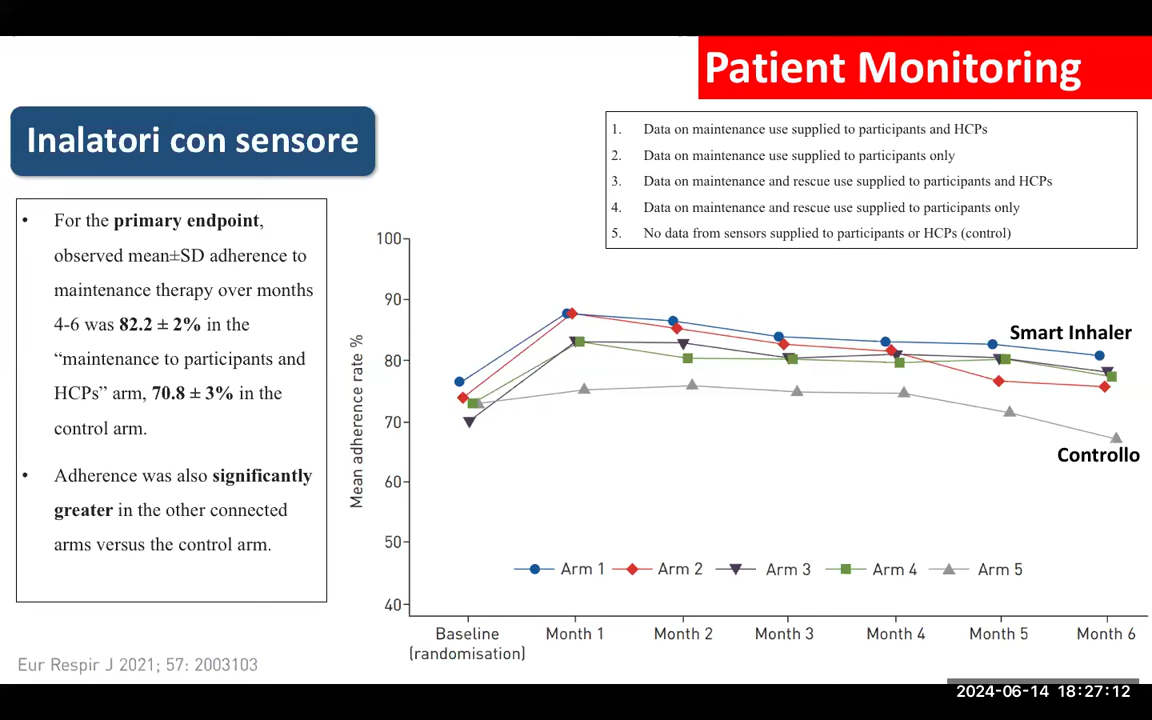 Patient Monitoring
Inalatori con sensore
1. Data on maintenance use supplied to participants and HCPs
2. Data on maintenance use supplied to participants only
3. Data on maintenance and rescue use supplied to participants and HCPs
4. Data on maintenance and rescue use supplied to participants only
5. No data from sensors supplied to participants or HCPs (control)
• For the primary endpoint,
observed mean±SD adherence to
maintenance therapy over months
4-6 was 82.2 ± 2% in the
“maintenance to participants and
HCPs” arm, 70.8 ± 3% in the
control arm.
• Adherence was also significantly
greater in the other connected
arms versus the control arm.
Mean adherence rate %
100
90
80
70
60
50
40
Smart Inhaler
Controllo
Arm 1 Arm 2 Arm 3 Arm 4 Arm 5
Baseline Month 1 Month 2 Month 3 Month 4 Month 5 Month 6
(randomisation)
Eur Respir J 2021; 57: 2003103
2024-06-14 18:27:12